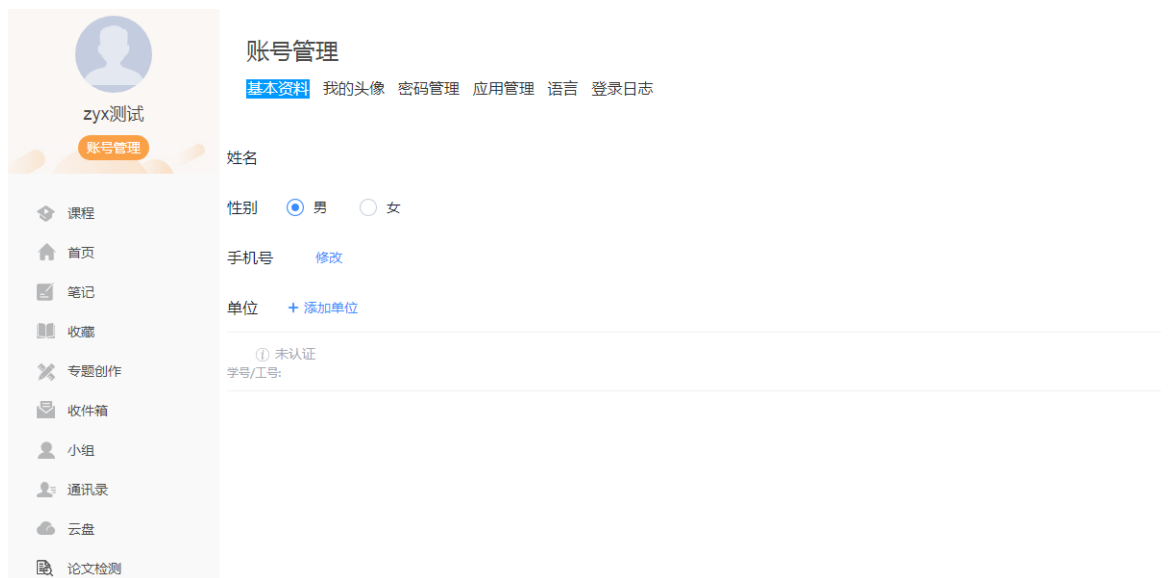 zyx测试
账号管理
课程
首页
笔记
收藏
专题创作
收件箱
小组
通讯录
云盘
论文检测
账号管理
基本资料 我的头像 密码管理 应用管理 语言 登录日志
姓名
性别 男 女
手机号 修改
单位 + 添加单位
未认证
学号/工号: